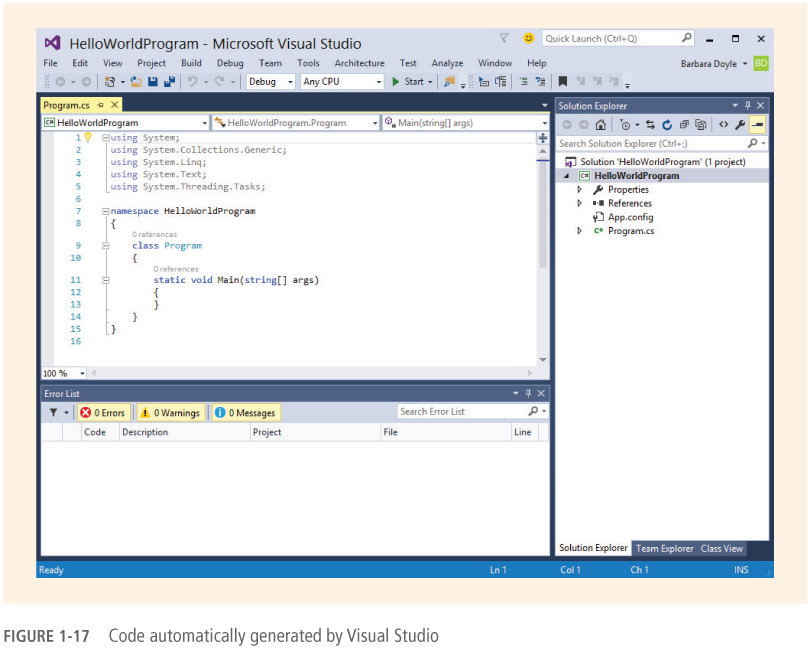 HelloWorldProgram - Microsoft Visual Studio
Quick Launch (Ctrl+Q)
File Edit View Project Build Debug Team Tools Architecture Test Analyze Window Help
Barbara Doyle BD
Debug Any CPU Start
Program.cs
HelloWorldProgram HelloWorldProgram.Program Main(string[] args)
1 using System;
2 using System.Collections.Generic;
3 using System.Linq;
4 using System.Text;
5 using System.Threading.Tasks;
6
7 namespace HelloWorldProgram
8 {
0 references
9 class Program
10 {
0 references
11 static void Main(string[] args)
12 {
13 }
14 }
15 }
16
100 %
Solution Explorer
Search Solution Explorer (Ctrl+;)
Solution 'HelloWorldProgram' (1 project)
C# HelloWorldProgram
Properties
References
App.config
C# Program.cs
Error List
0 Errors 0 Warnings 0 Messages
Search Error List
Code Description Project File Line
Solution Explorer Team Explorer Class View
Ready Ln 1 Col 1 Ch 1 INS
FIGURE 1-17 Code automatically generated by Visual Studio